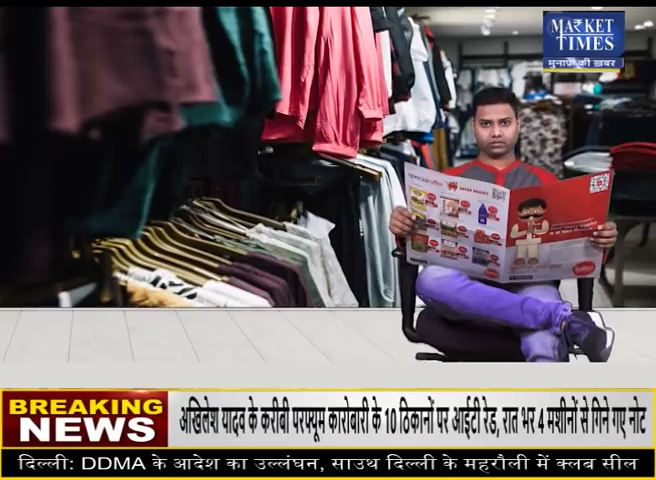 MARKET
TIMES
मुनाफ़े की ख़बर
BREAKING
NEWS
अखिलेश यादव के करीबी परफ्यूम कारोबारी के 10 ठिकानों पर आईटी रेड, रात भर 4 मशीनों से गिने गए नोट
दिल्ली: DDMA के आदेश का उल्लंघन, साउथ दिल्ली के महरौली में क्लब सील